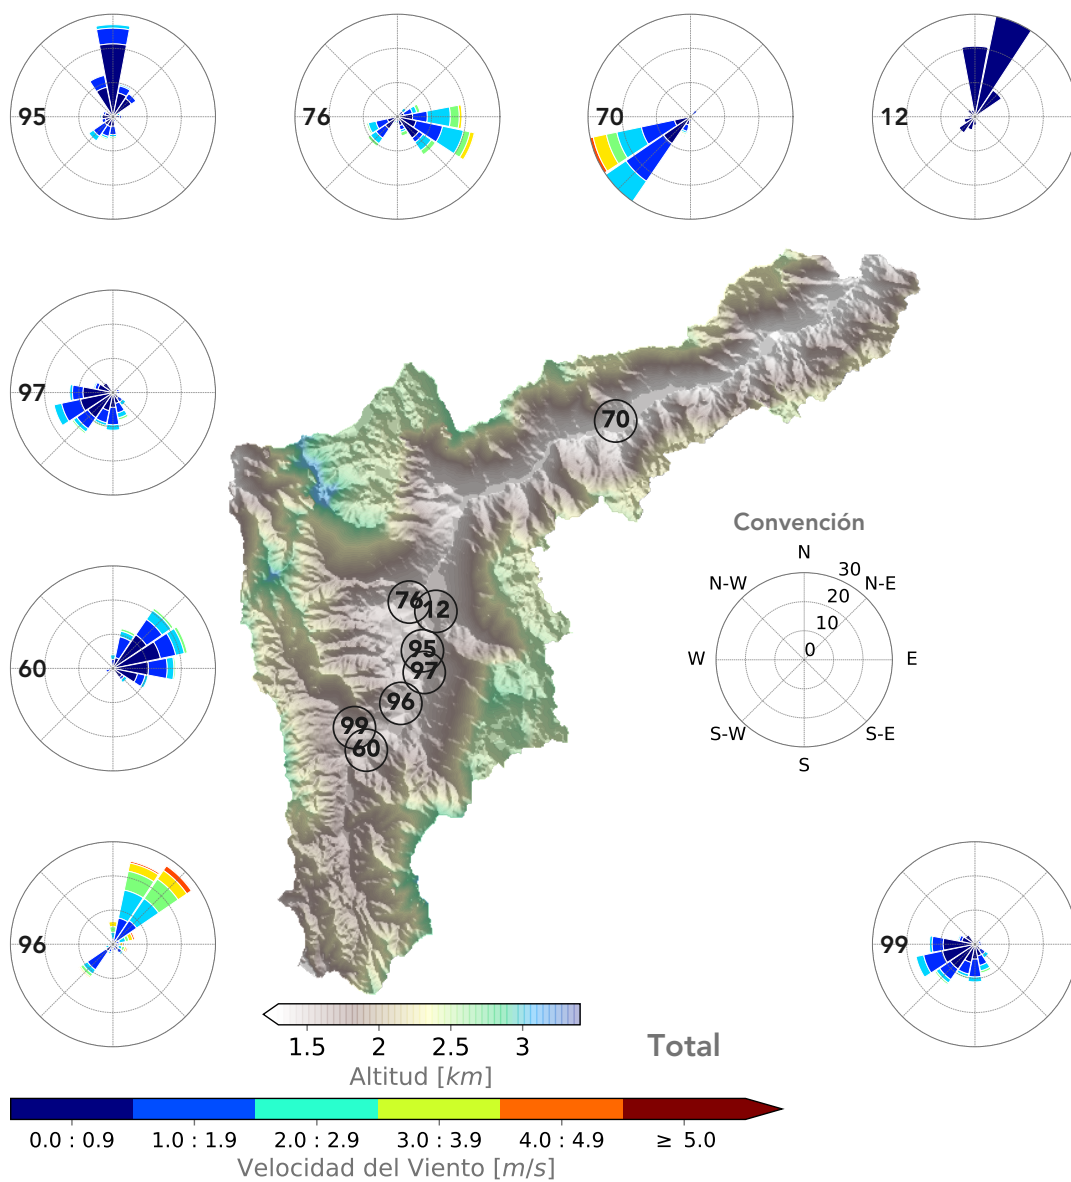 95
76
70
12
97
70
Convención
N
N-W
30
N-E
20
10
0
W
E
S-W
S-E
S
76
12
95
97
96
99
60
60
96
99
1.5 2 2.5 3
Altitud [km]
Total
0.0 : 0.9 1.0 : 1.9 2.0 : 2.9 3.0 : 3.9 4.0 : 4.9 ≥ 5.0
Velocidad del Viento [m/s]